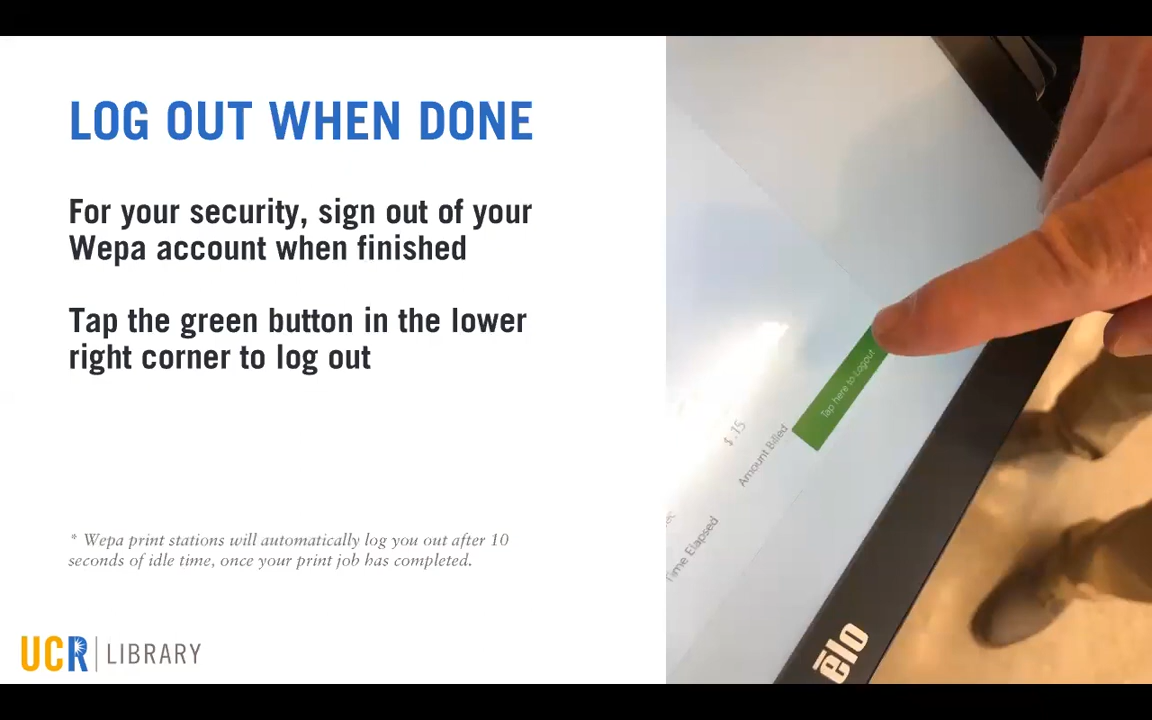 LOG OUT WHEN DONE
For your security, sign out of your
Wepa account when finished
Tap the green button in the lower
right corner to log out
* Wepa print stations will automatically log you out after 10
seconds of idle time, once your print job has completed.
UCR LIBRARY
Tap here to Logout
$.15
Amount Billed
Time Elapsed
elo